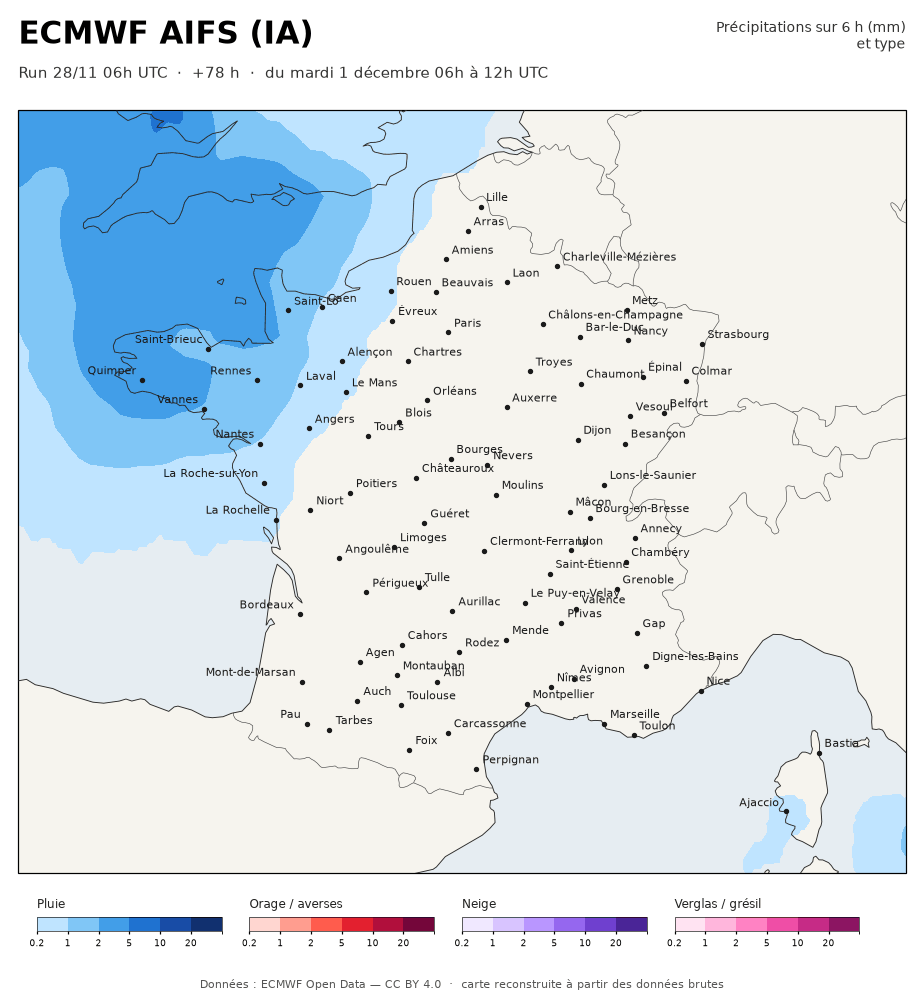 ECMWF AIFS (IA)
Précipitations sur 6 h (mm)
et type
Run 28/11 06h UTC · +78 h · du mardi 1 décembre 06h à 12h UTC
Lille
Arras
Amiens
Charleville-Mézières
Laon
Rouen
Beauvais
Saint-Lô
Caen
Metz
Évreux
Châlons-en-Champagne
Paris
Bar-le-Duc
Nancy
Strasbourg
Saint-Brieuc
Alençon
Chartres
Troyes
Épinal
Quimper
Rennes
Laval
Le Mans
Chaumont
Colmar
Orléans
Vannes
Blois
Auxerre
Vesoul
Belfort
Angers
Tours
Nantes
Dijon
Besançon
Bourges
Nevers
La Roche-sur-Yon
Châteauroux
Lons-le-Saunier
Poitiers
Moulins
Niort
La Rochelle
Mâcon
Bourg-en-Bresse
Guéret
Annecy
Limoges
Angoulême
Clermont-Ferrand
Lyon
Chambéry
Saint-Étienne
Périgueux
Tulle
Grenoble
Le Puy-en-Velay
Valence
Bordeaux
Aurillac
Privas
Gap
Mende
Cahors
Rodez
Agen
Digne-les-Bains
Mont-de-Marsan
Montauban
Albi
Avignon
Nîmes
Nice
Auch
Toulouse
Montpellier
Pau
Tarbes
Carcassonne
Marseille
Toulon
Foix
Bastia
Perpignan
Ajaccio
Pluie
0.2 1 2 5 10 20
Orage / averses
0.2 1 2 5 10 20
Neige
0.2 1 2 5 10 20
Verglas / grésil
0.2 1 2 5 10 20
Données : ECMWF Open Data — CC BY 4.0 · carte reconstruite à partir des données brutes